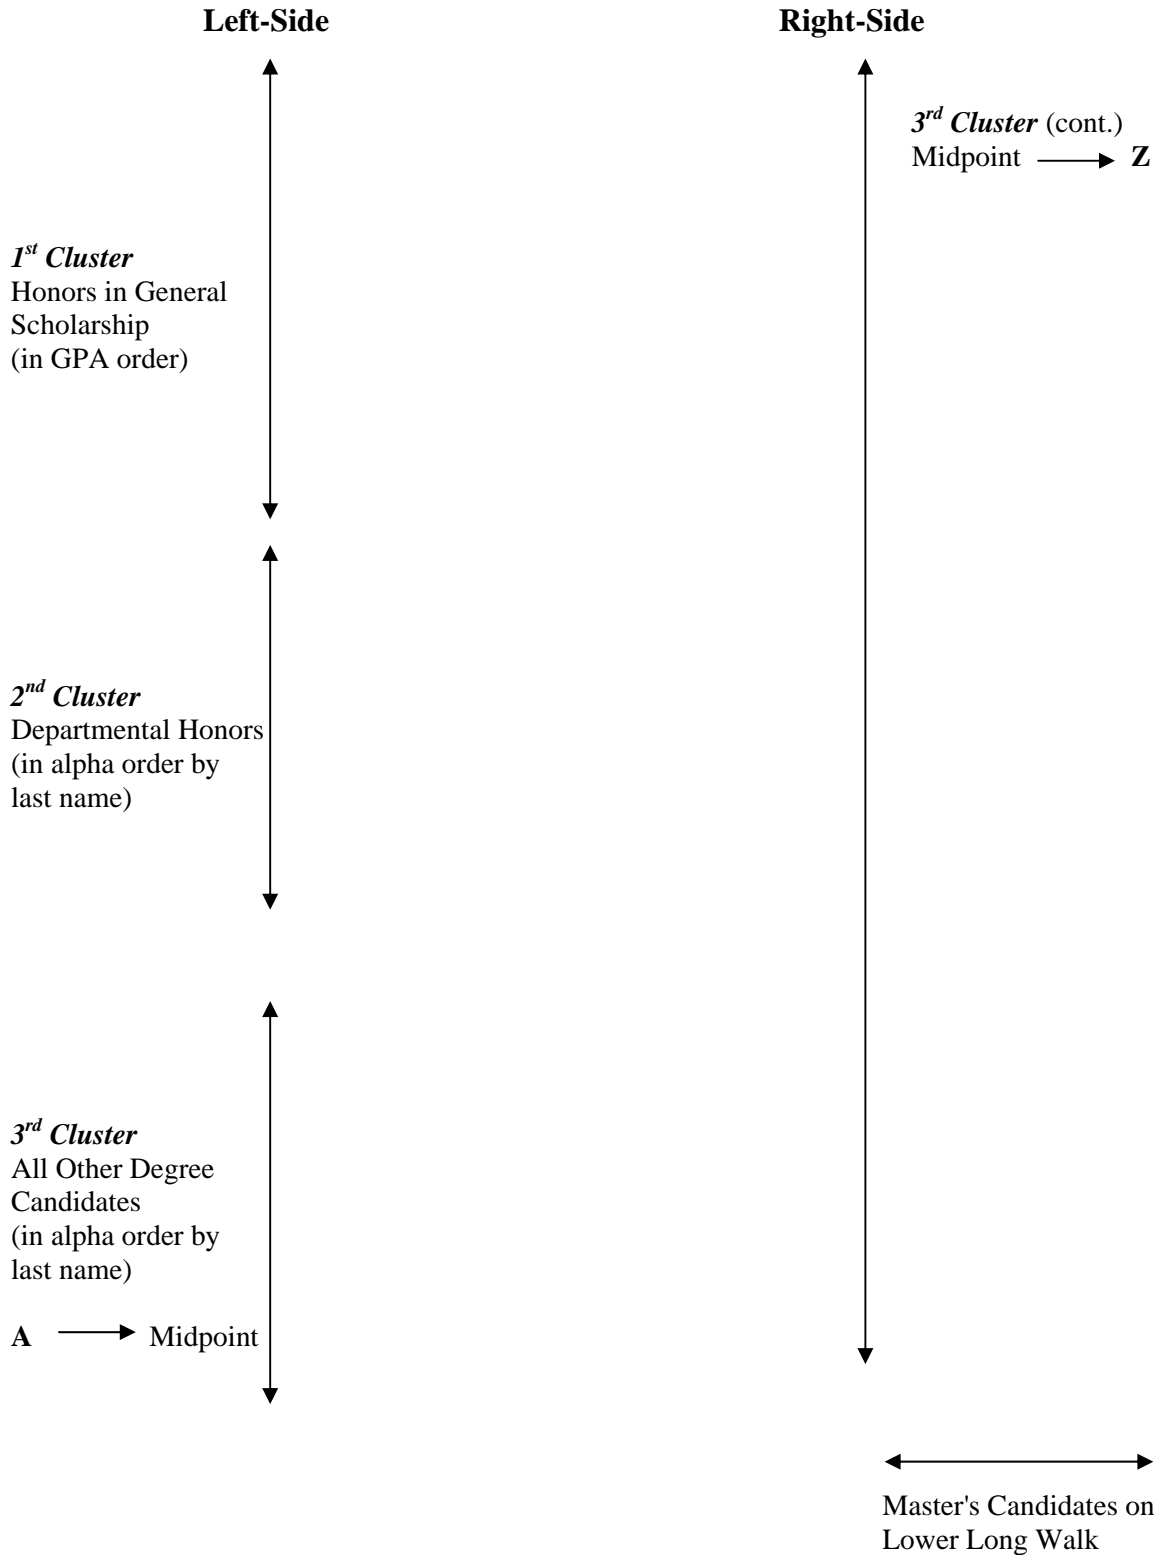 Left-Side
Right-Side
3rd Cluster (cont.)
Midpoint Z
1st Cluster
Honors in General
Scholarship
(in GPA order)
2nd Cluster
Departmental Honors
(in alpha order by
last name)
3rd Cluster
All Other Degree
Candidates
(in alpha order by
last name)
A Midpoint
Master's Candidates on
Lower Long Walk